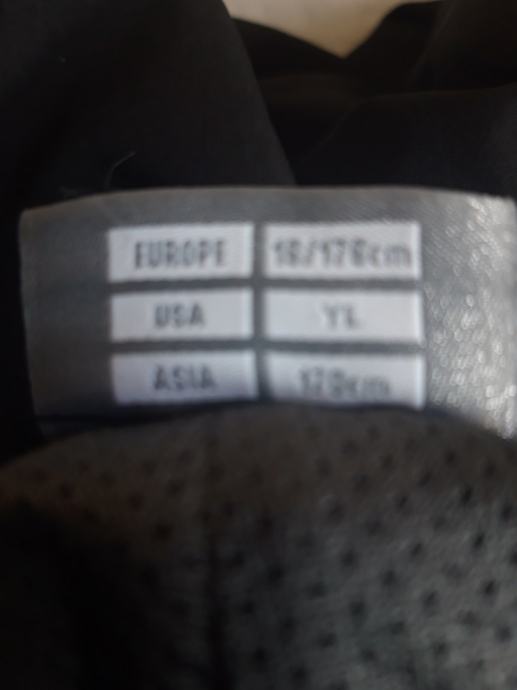 EUROPE 16/176cm
USA YL
ASIA 170cm